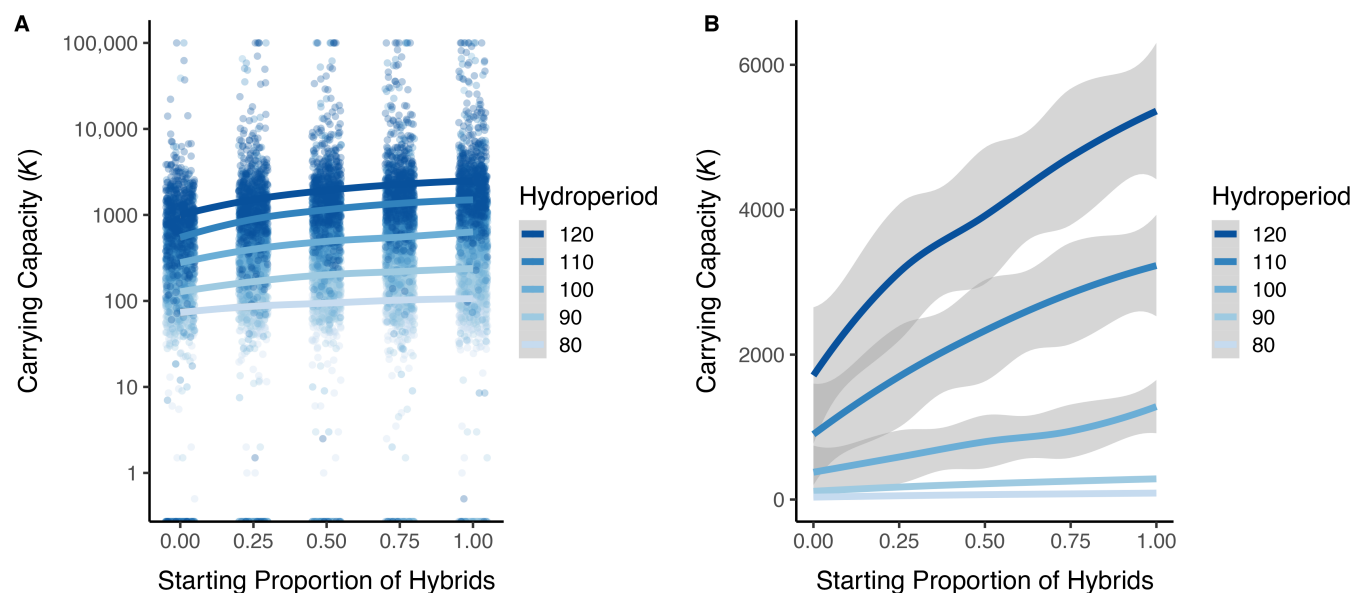 A
Carrying Capacity (K)
100,000
10,000
1000
100
10
1
0.00 0.25 0.50 0.75 1.00
Starting Proportion of Hybrids
Hydroperiod
120
110
100
90
80
B
Carrying Capacity (K)
6000
4000
2000
0
0.00 0.25 0.50 0.75 1.00
Starting Proportion of Hybrids
Hydroperiod
120
110
100
90
80